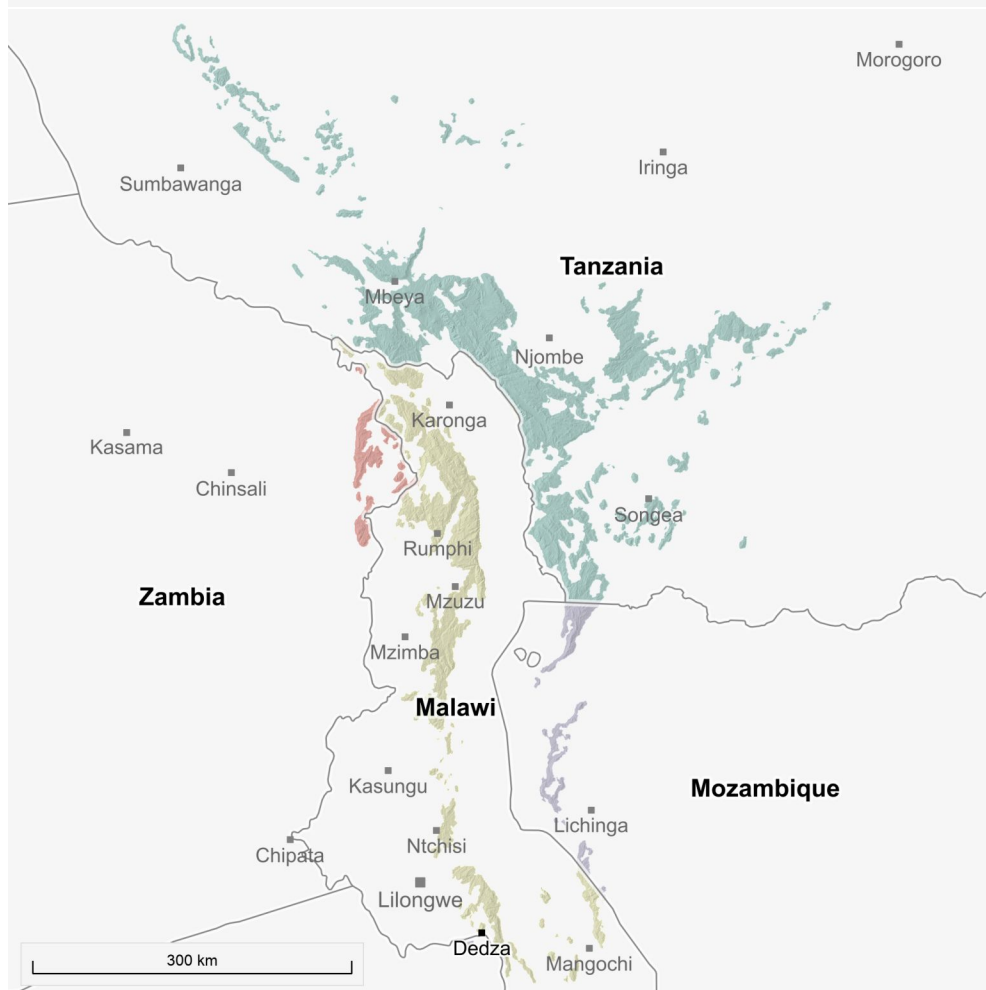 Morogoro
Iringa
Sumbawanga
Tanzania
Mbeya
Njombe
Karonga
Kasama
Chinsali
Songea
Rumphi
Zambia
Mzuzu
Mzimba
Malawi
Kasungu
Mozambique
Lichinga
Ntchisi
Chipata
Lilongwe
Dedza
300 km
Mangochi